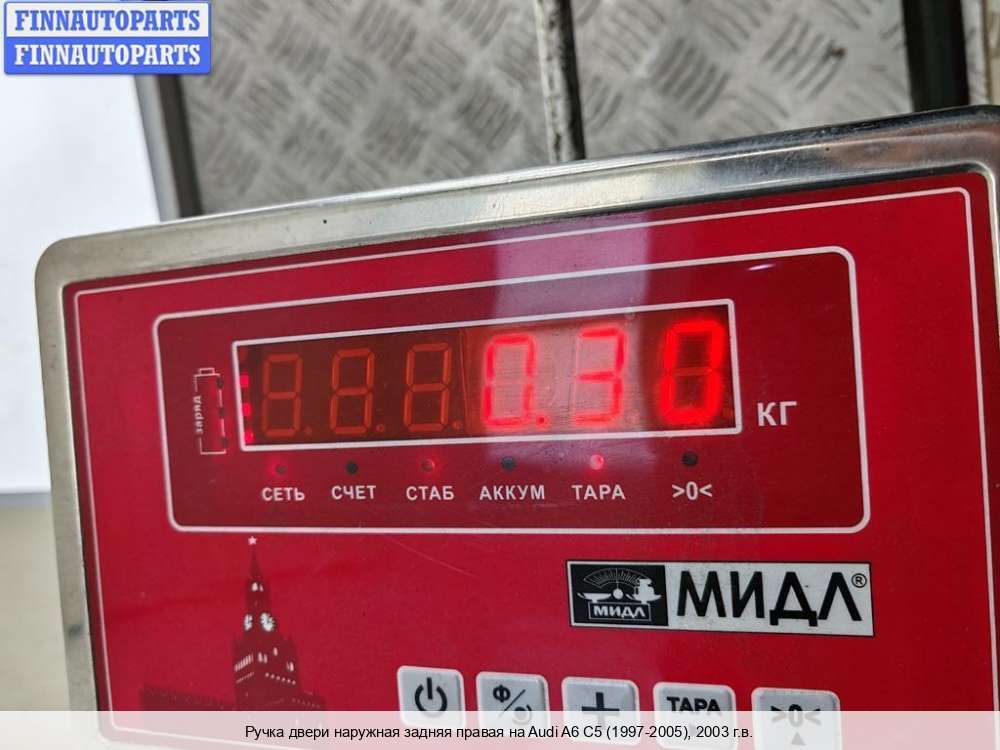 FINNAUTOPARTS
FINNAUTOPARTS
0.30
кг
заряд
СЕТЬ СЧЕТ СТАБ АККУМ ТАРА >0<
МИДЛ МИДЛ®
Ф
+ ТАРА >0<
Ручка двери наружная задняя правая на Audi A6 C5 (1997-2005), 2003 г.в.